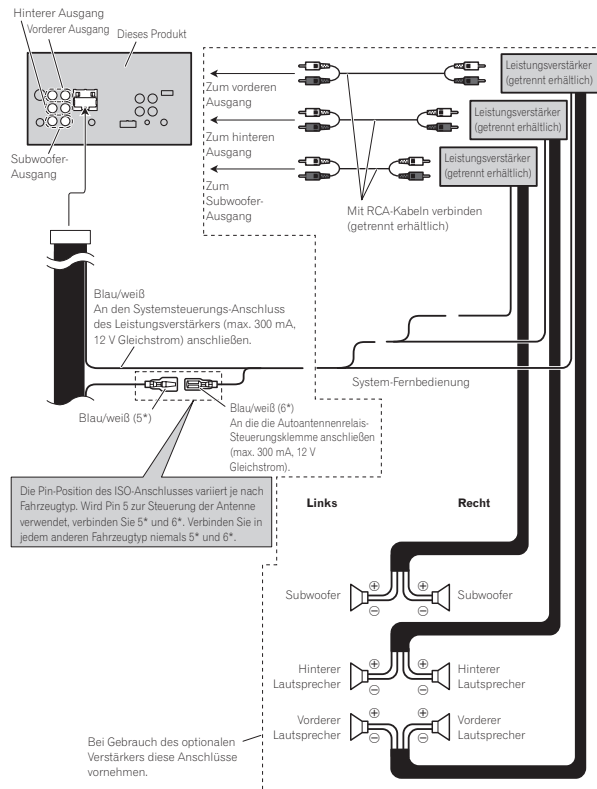 Hinterer Ausgang
Vorderer Ausgang
Dieses Produkt
Leistungsverstärker
(getrennt erhältlich)
Zum vorderen
Ausgang
Leistungsverstärker
(getrennt erhältlich)
Zum hinteren
Ausgang
Leistungsverstärker
(getrennt erhältlich)
Subwoofer-
Ausgang
Zum
Subwoofer-
Ausgang
Mit RCA-Kabeln verbinden
(getrennt erhältlich)
Blau/weiß
An den Systemsteuerungs-Anschluss
des Leistungsverstärkers (max. 300 mA,
12 V Gleichstrom) anschließen.
System-Fernbedienung
Blau/weiß (5*)
Blau/weiß (6*)
An die die Autoantennenrelais-
Steuerungsklemme anschließen
(max. 300 mA, 12 V
Gleichstrom).
Die Pin-Position des ISO-Anschlusses variiert je nach
Fahrzeugtyp. Wird Pin 5 zur Steuerung der Antenne
verwendet, verbinden Sie 5* und 6*. Verbinden Sie in
jedem anderen Fahrzeugtyp niemals 5* und 6*.
Links
Recht
Subwoofer
⊕
⊖
⊕
⊖
Subwoofer
Hinterer
Lautsprecher
⊕
⊖
⊕
⊖
Hinterer
Lautsprecher
Vorderer
Lautsprecher
⊕
⊖
⊕
⊖
Vorderer
Lautsprecher
Bei Gebrauch des optionalen
Verstärkers diese Anschlüsse
vornehmen.